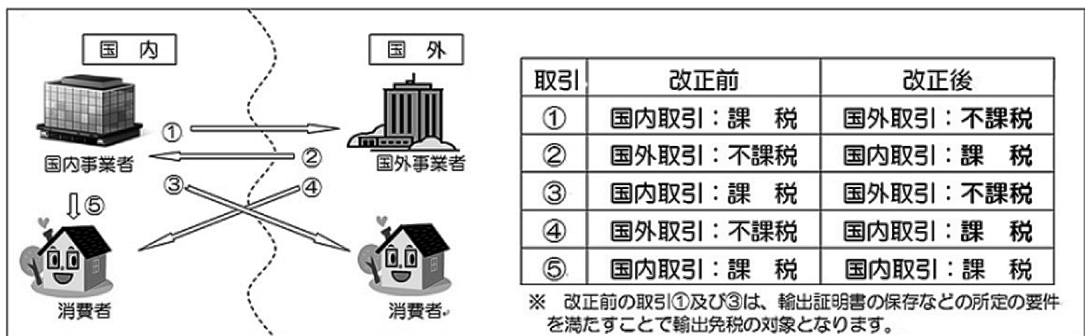 国 内
国 外
①
国内事業者
②
国外事業者
③
④
⑤
消費者
消費者
取引 改正前 改正後
① 国内取引：課 税 国外取引：不課税
② 国外取引：不課税 国内取引：課 税
③ 国内取引：課 税 国外取引：不課税
④ 国外取引：不課税 国内取引：課 税
⑤ 国内取引：課 税 国内取引：課 税
※ 改正前の取引①及び③は、輸出証明書の保存などの所定の要件
を満たすことで輸出免税の対象となります。